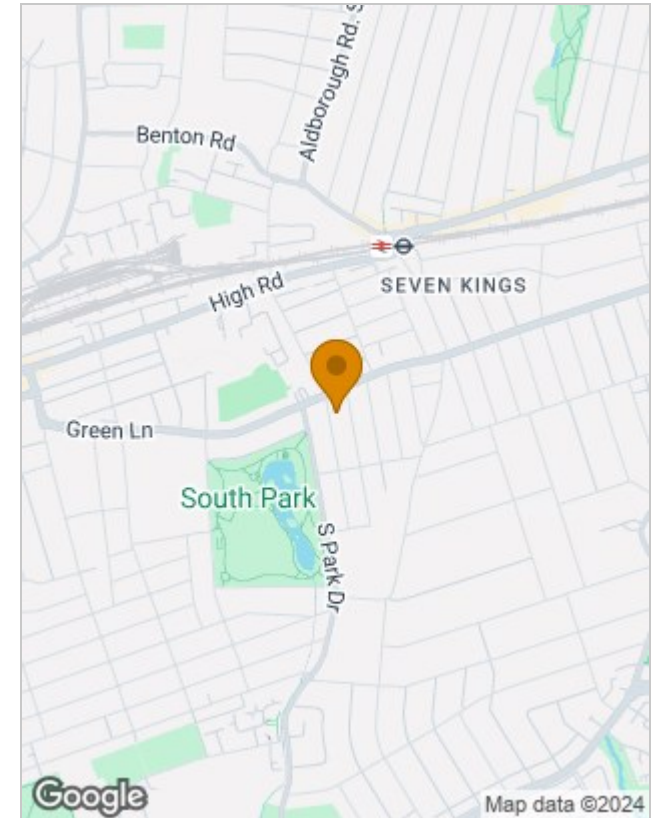 Aldborough Rd. S
Benton Rd
High Rd
SEVEN KINGS
Green Ln
South Park
S Park Dr
Google
Map data ©2024